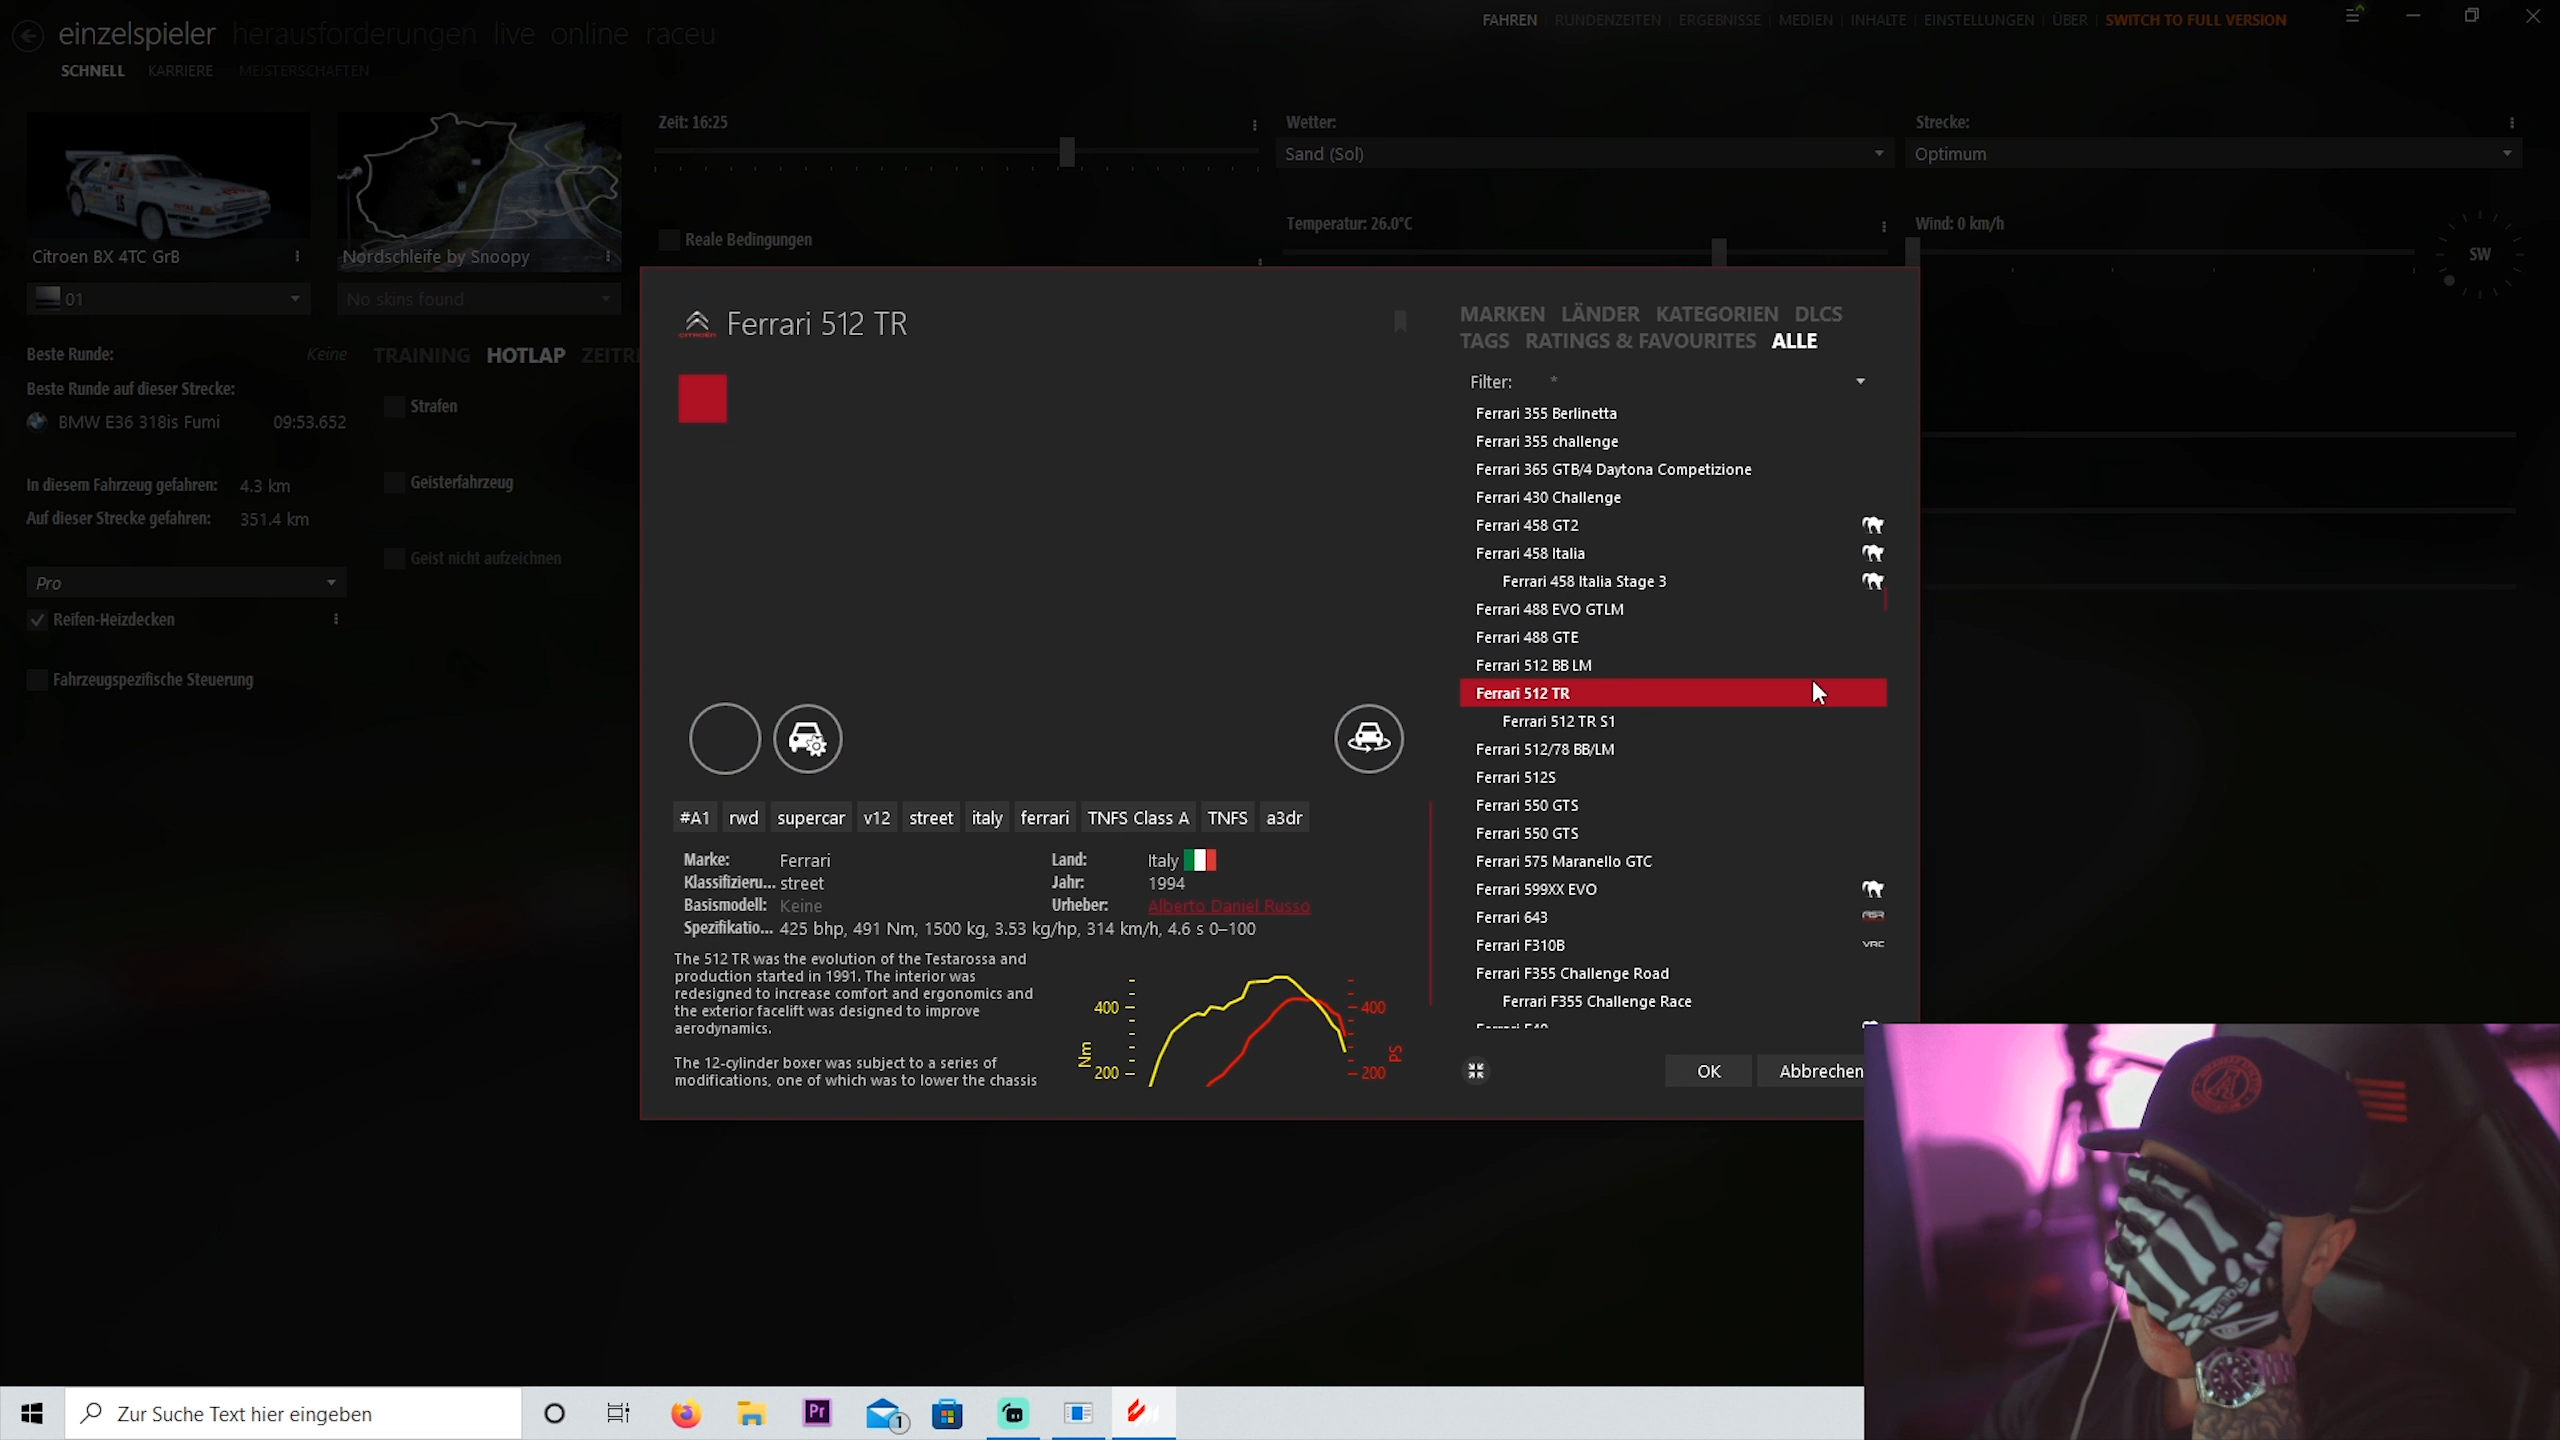 einzelspieler herausforderungen live online raceu
FAHREN RUNDENZEITEN ERGEBNISSE MEDIEN INHALTE EINSTELLUNGEN ÜBER SWITCH TO FULL VERSION
SCHNELL KARRIERE MEISTERSCHAFTEN
Citroen BX 4TC GrB
01
Nordschleife by Snoopy
No skins found
Zeit: 16:25
Wetter:
Sand (Sol)
Strecke:
Optimum
Reale Bedingungen
Temperatur: 26.0°C
Wind: 0 km/h
SW
Beste Runde: Keine
Beste Runde auf dieser Strecke:
BMW E36 318is Fumi 09:53.652
In diesem Fahrzeug gefahren: 4.3 km
Auf dieser Strecke gefahren: 351.4 km
Pro
Reifen-Heizdecken
Fahrzeugspezifische Steuerung
TRAINING HOTLAP ZEITR
Strafen
Geisterfahrzeug
Geist nicht aufzeichnen
Ferrari 512 TR
#A1 rwd supercar v12 street italy ferrari TNFS Class A TNFS a3dr
Marke: Ferrari
Land: Italy
Klassifizieru... street
Jahr: 1994
Basismodell: Keine
Urheber: Alberto Daniel Russo
Spezifikatio... 425 bhp, 491 Nm, 1500 kg, 3.53 kg/hp, 314 km/h, 4.6 s 0–100
The 512 TR was the evolution of the Testarossa and
production started in 1991. The interior was
redesigned to increase comfort and ergonomics and
the exterior facelift was designed to improve
aerodynamics.
The 12-cylinder boxer was subject to a series of
modifications, one of which was to lower the chassis
400
200
Nm
400
200
PS
MARKEN LÄNDER KATEGORIEN DLCS
TAGS RATINGS & FAVOURITES ALLE
Filter: *
Ferrari 355 Berlinetta
Ferrari 355 challenge
Ferrari 365 GTB/4 Daytona Competizione
Ferrari 430 Challenge
Ferrari 458 GT2
Ferrari 458 Italia
Ferrari 458 Italia Stage 3
Ferrari 488 EVO GTLM
Ferrari 488 GTE
Ferrari 512 BB LM
Ferrari 512 TR
Ferrari 512 TR S1
Ferrari 512/78 BB/LM
Ferrari 512S
Ferrari 550 GTS
Ferrari 550 GTS
Ferrari 575 Maranello GTC
Ferrari 599XX EVO
Ferrari 643
Ferrari F310B
VRC
Ferrari F355 Challenge Road
Ferrari F355 Challenge Race
Ferrari F40
OK Abbrechen
Zur Suche Text hier eingeben
Pr
1